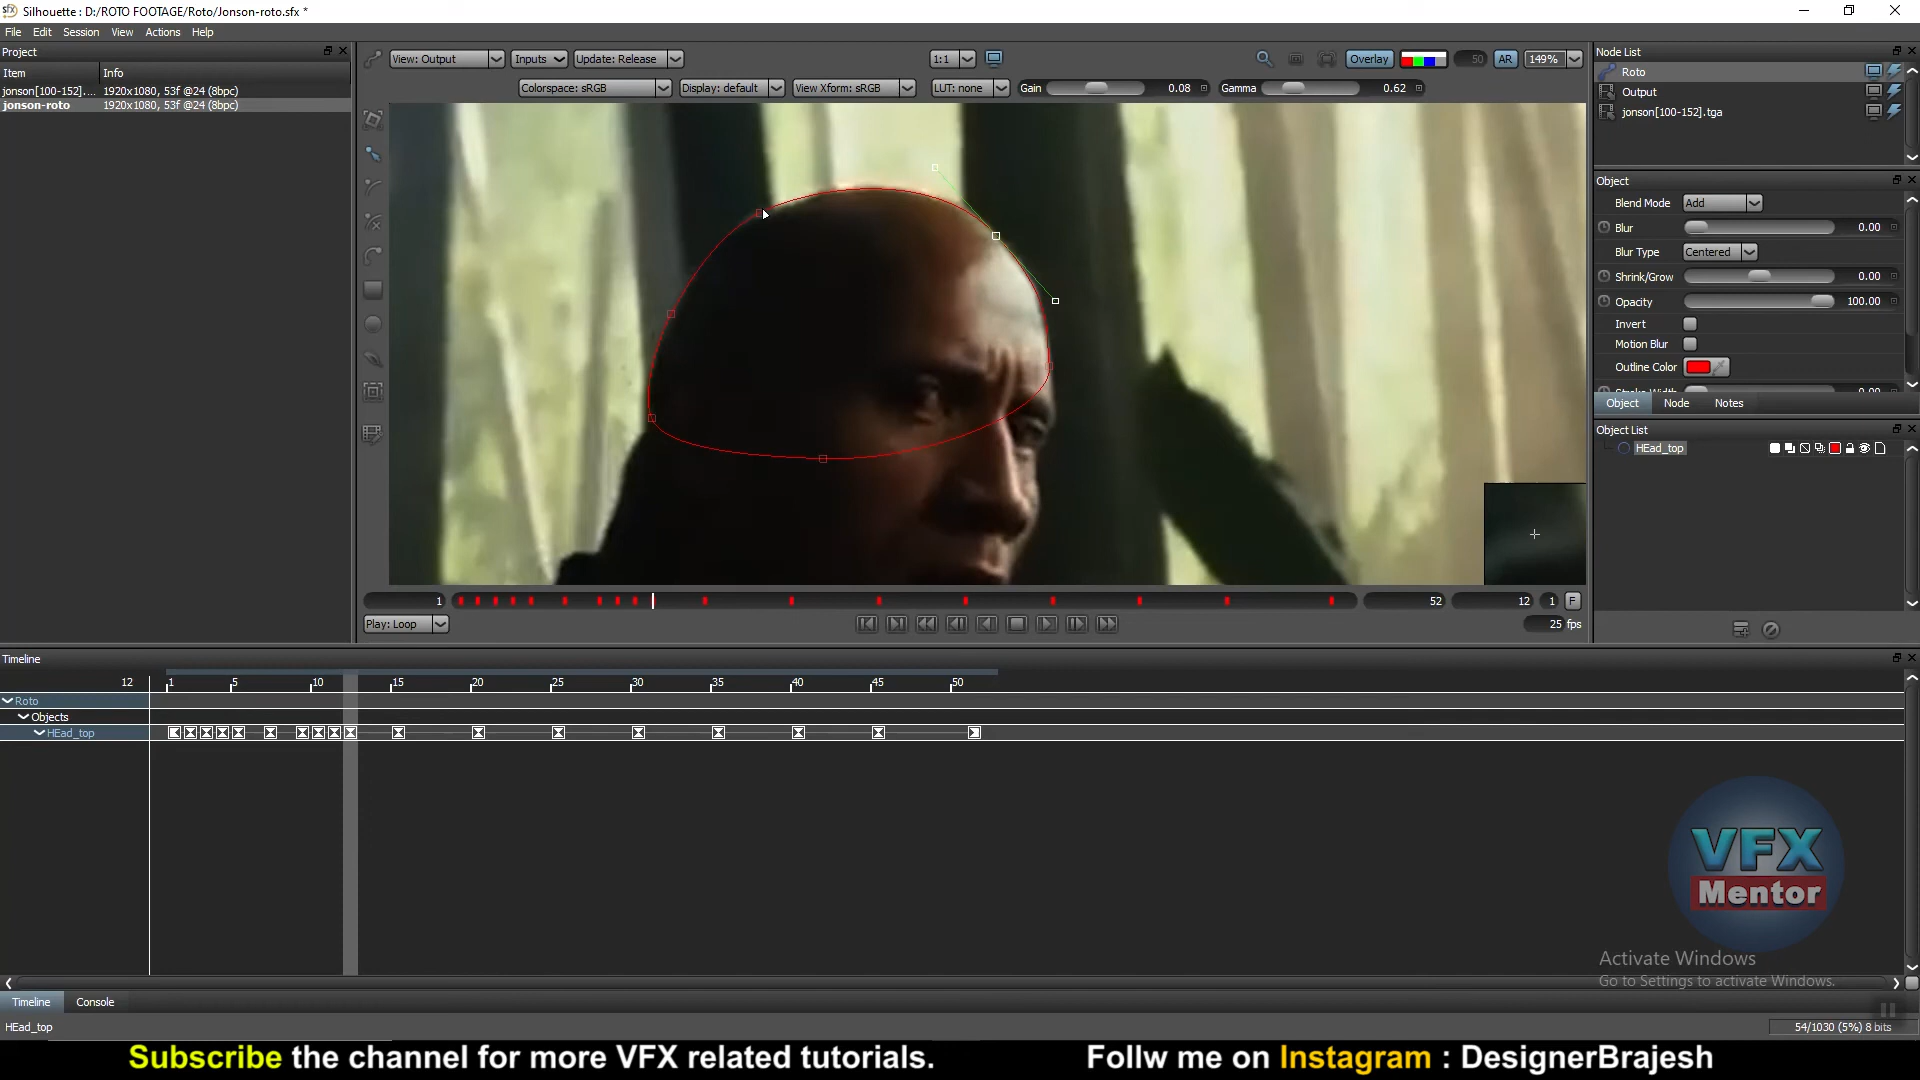 Silhouette : D:/ROTO FOOTAGE/Roto/Jonson-roto.sfx *
File Edit Session View Actions Help
Project
Item Info
jonson[100-152].... 1920x1080, 53f @24 (8bpc)
jonson-roto 1920x1080, 53f @24 (8bpc)
View: Output Inputs Update: Release 1:1 Overlay 50 AR 149%
Colorspace: sRGB Display: default View Xform: sRGB LUT: none Gain 0.08 Gamma 0.62
Node List
Roto
Output
jonson[100-152].tga
Object
Blend Mode Add
Blur 0.00
Blur Type Centered
Shrink/Grow 0.00
Opacity 100.00
Invert
Motion Blur
Outline Color
Object Node Notes
Object List
HEad_top
1 52 12 1 F
Play: Loop 25 fps
Timeline
12 1 5 10 15 20 25 30 35 40 45 50
Roto
Objects
HEad_top
VFX
Mentor
Activate Windows
Go to Settings to activate Windows.
Timeline Console
HEad_top 54/1030 (5%) 8 bits
Subscribe the channel for more VFX related tutorials. Follw me on Instagram : DesignerBrajesh